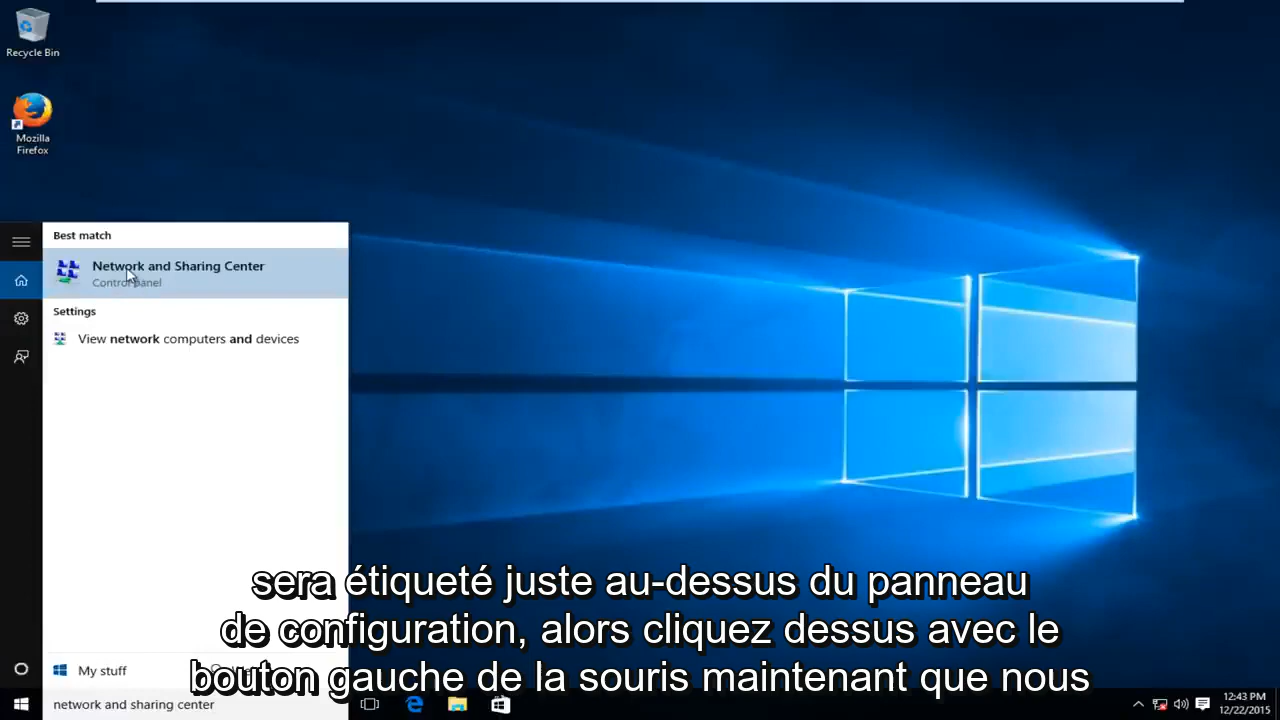 Recycle Bin
Mozilla
Firefox
Best match
Network and Sharing Center
Control panel
Settings
View network computers and devices
sera étiqueté juste au-dessus du panneau
de configuration, alors cliquez dessus avec le
bouton gauche de la souris maintenant que nous
My stuff
network and sharing center
12:43 PM
12/22/2015